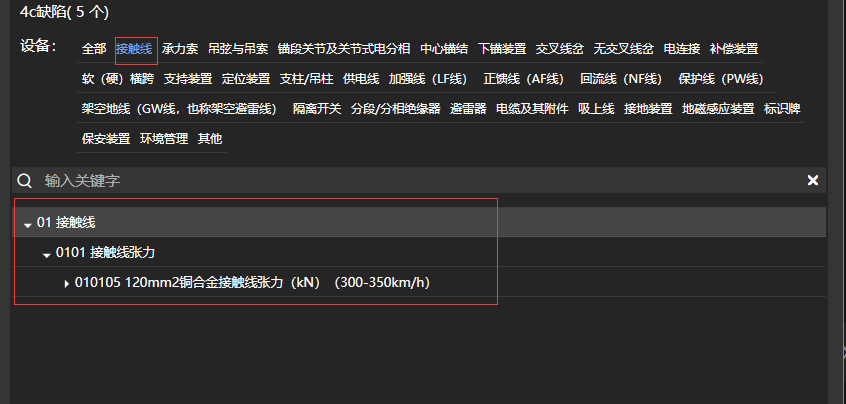 4c缺陷( 5 个)
设备： 全部 接触线 承力索 吊弦与吊索 锚段关节及关节式电分相 中心锚结 下锚装置 交叉线岔 无交叉线岔 电连接 补偿装置
软（硬）横跨 支持装置 定位装置 支柱/吊柱 供电线 加强线（LF线） 正馈线（AF线） 回流线（NF线） 保护线（PW线）
架空地线（GW线，也称架空避雷线） 隔离开关 分段/分相绝缘器 避雷器 电缆及其附件 吸上线 接地装置 地磁感应装置 标识牌
保安装置 环境管理 其他
输入关键字
01 接触线
0101 接触线张力
010105 120mm2铜合金接触线张力（kN）（300-350km/h）